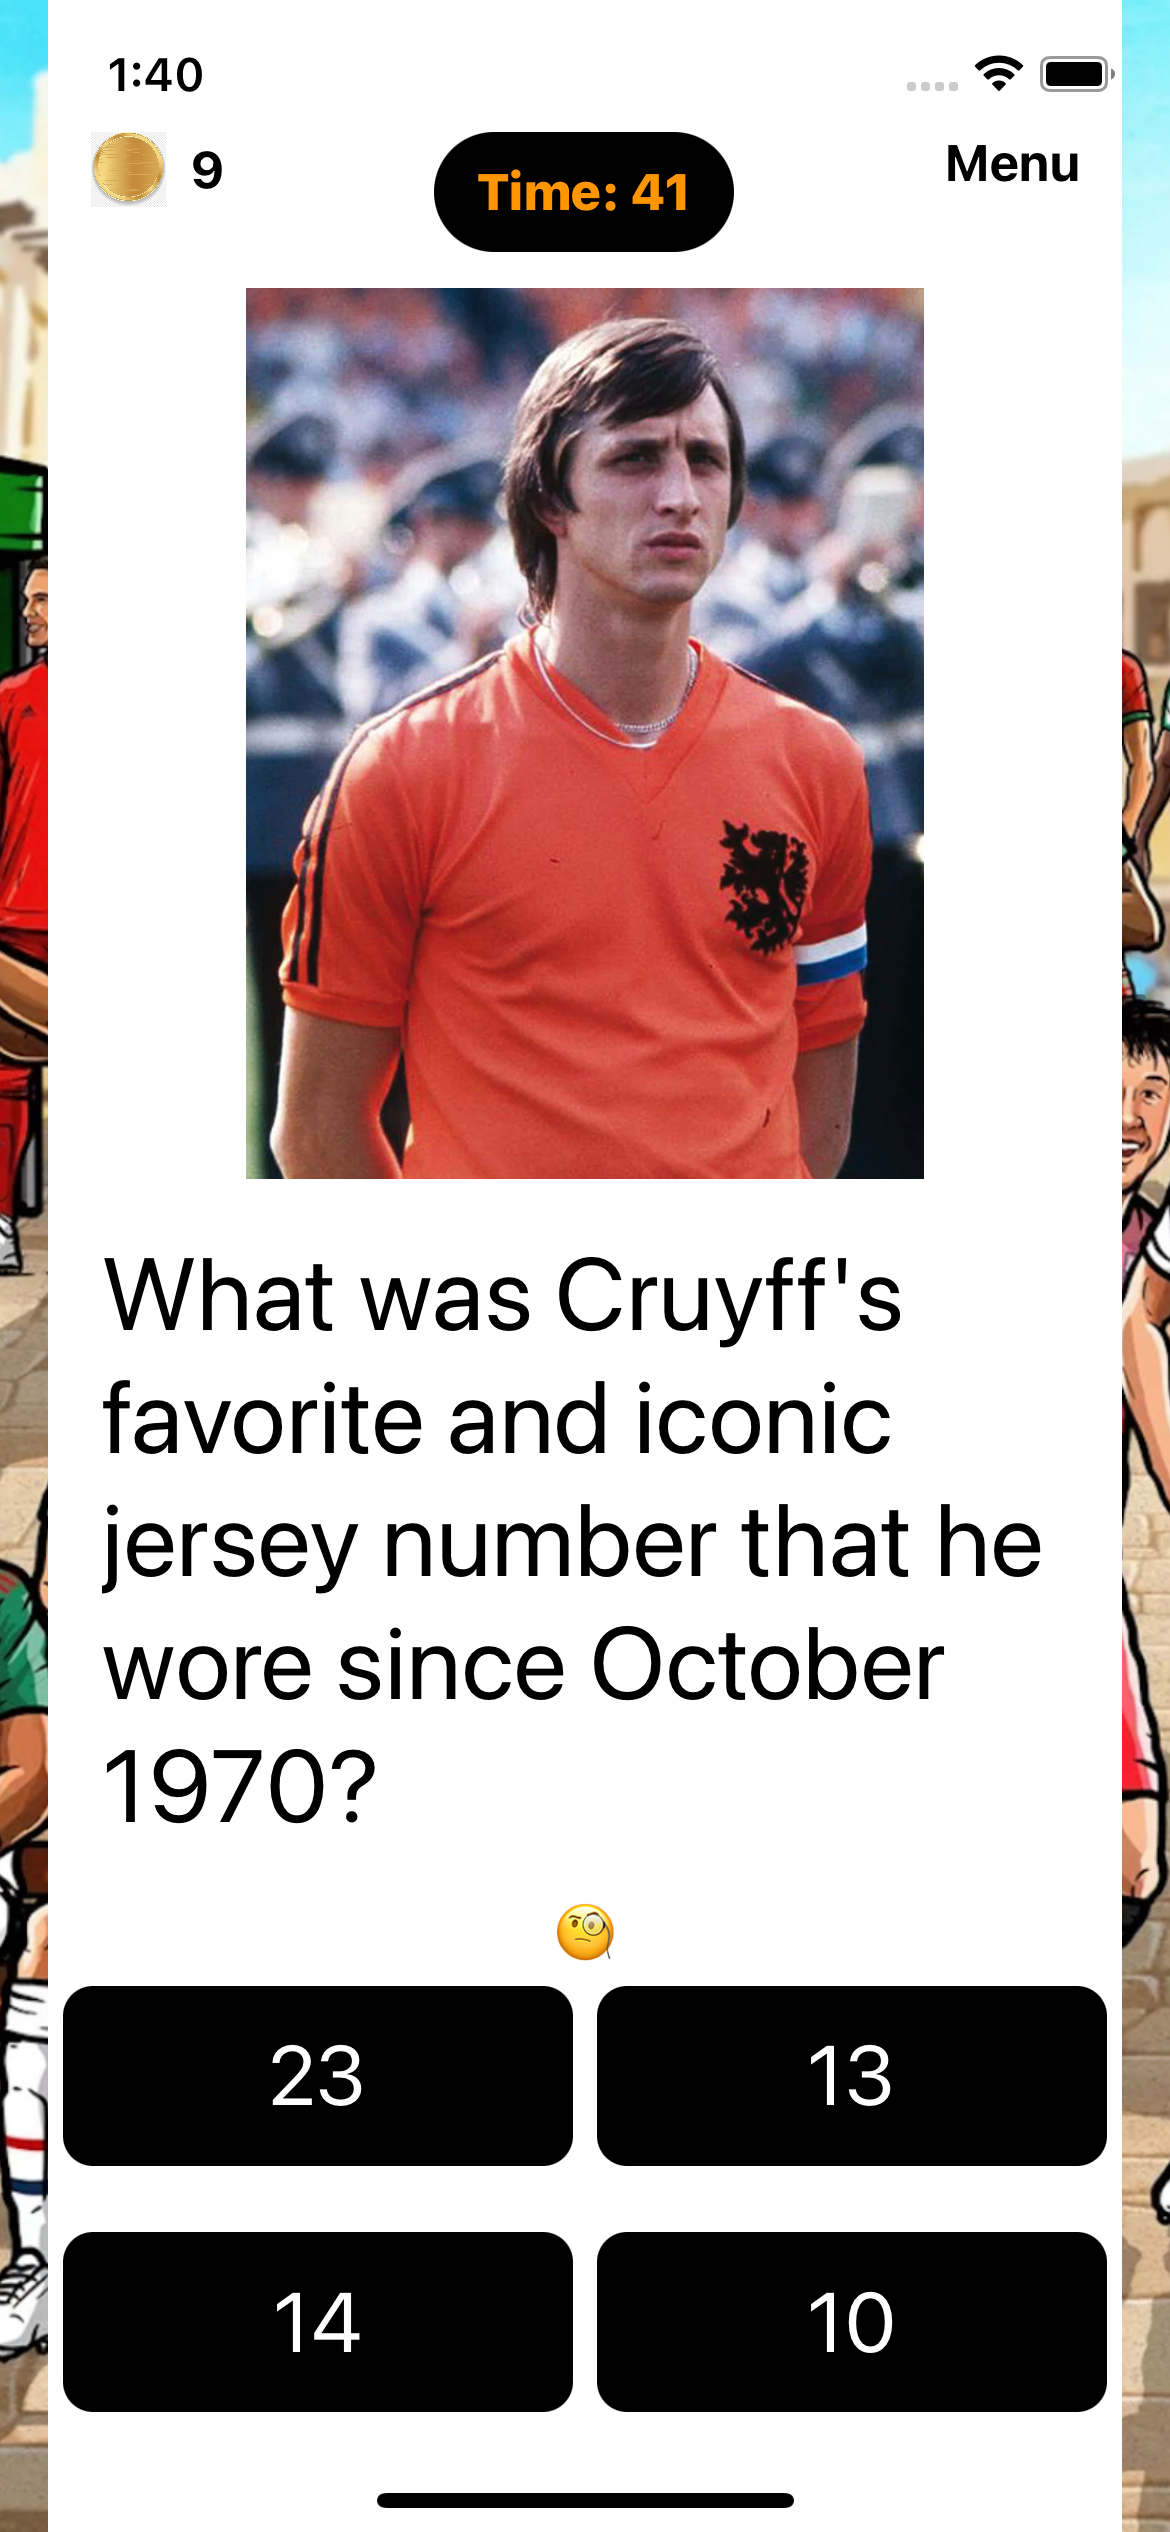 1:40
9
Time: 41
Menu
What was Cruyff's
favorite and iconic
jersey number that he
wore since October
1970?
23
13
14
10